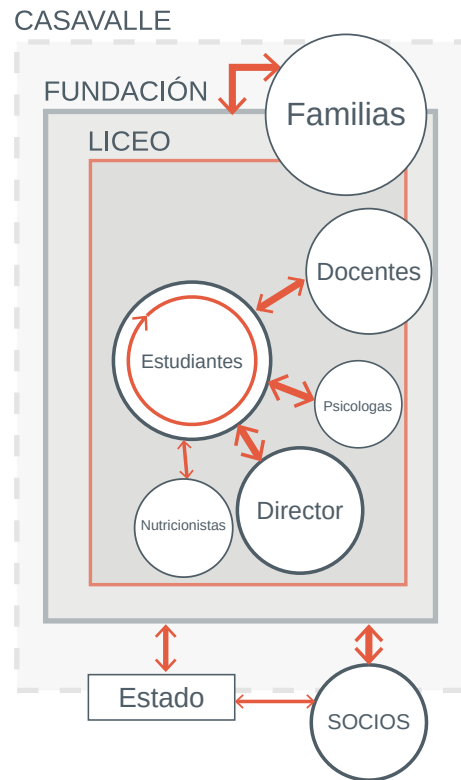 CASAVALLE
FUNDACIÓN
Familias
LICEO
Docentes
Estudiantes
Psicologas
Director
Nutricionistas
Estado
SOCIOS